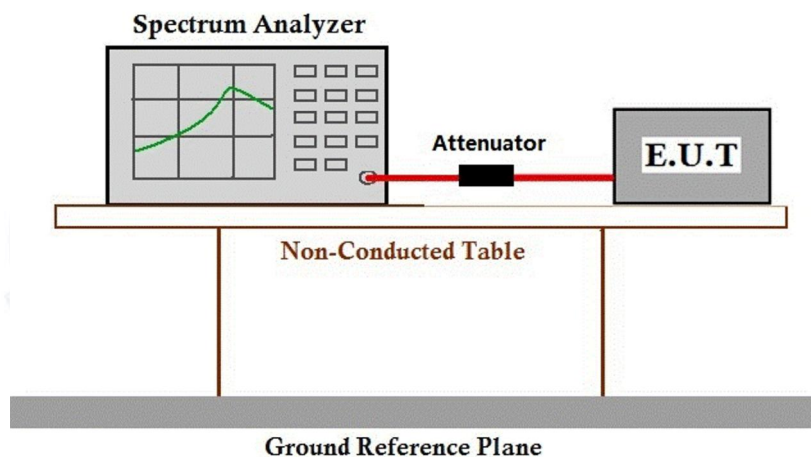 Spectrum Analyzer
Attenuator
E.U.T
Non-Conducted Table
Ground Reference Plane